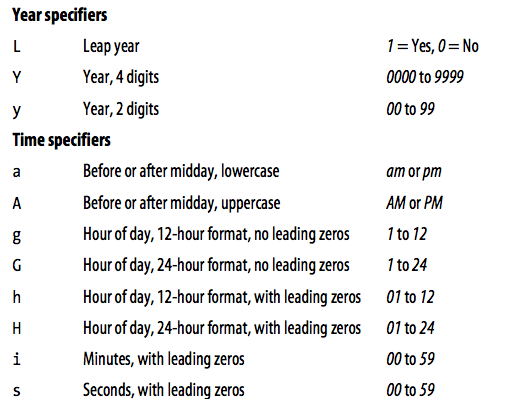 Year specifiers
L Leap year 1 = Yes, 0 = No
Y Year, 4 digits 0000 to 9999
y Year, 2 digits 00 to 99
Time specifiers
a Before or after midday, lowercase am or pm
A Before or after midday, uppercase AM or PM
g Hour of day, 12-hour format, no leading zeros 1 to 12
G Hour of day, 24-hour format, no leading zeros 1 to 24
h Hour of day, 12-hour format, with leading zeros 01 to 12
H Hour of day, 24-hour format, with leading zeros 01 to 24
i Minutes, with leading zeros 00 to 59
s Seconds, with leading zeros 00 to 59